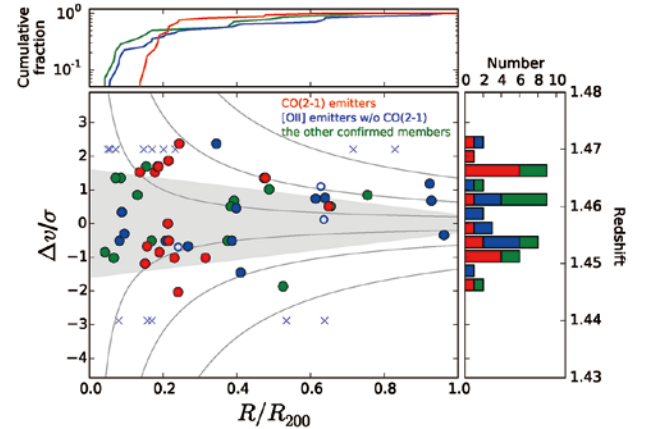 Cumulative
fraction
10⁰
10⁻¹
Number
0 2 4 6 8 10
CO(2-1) emitters
[OII] emitters w/o CO(2-1)
the other confirmed members
3
2
1
0
−1
−2
−3
−4
Δv/σ
0.0 0.2 0.4 0.6 0.8 1.0
R/R₂₀₀
1.48
1.47
1.46
1.45
1.44
1.43
Redshift